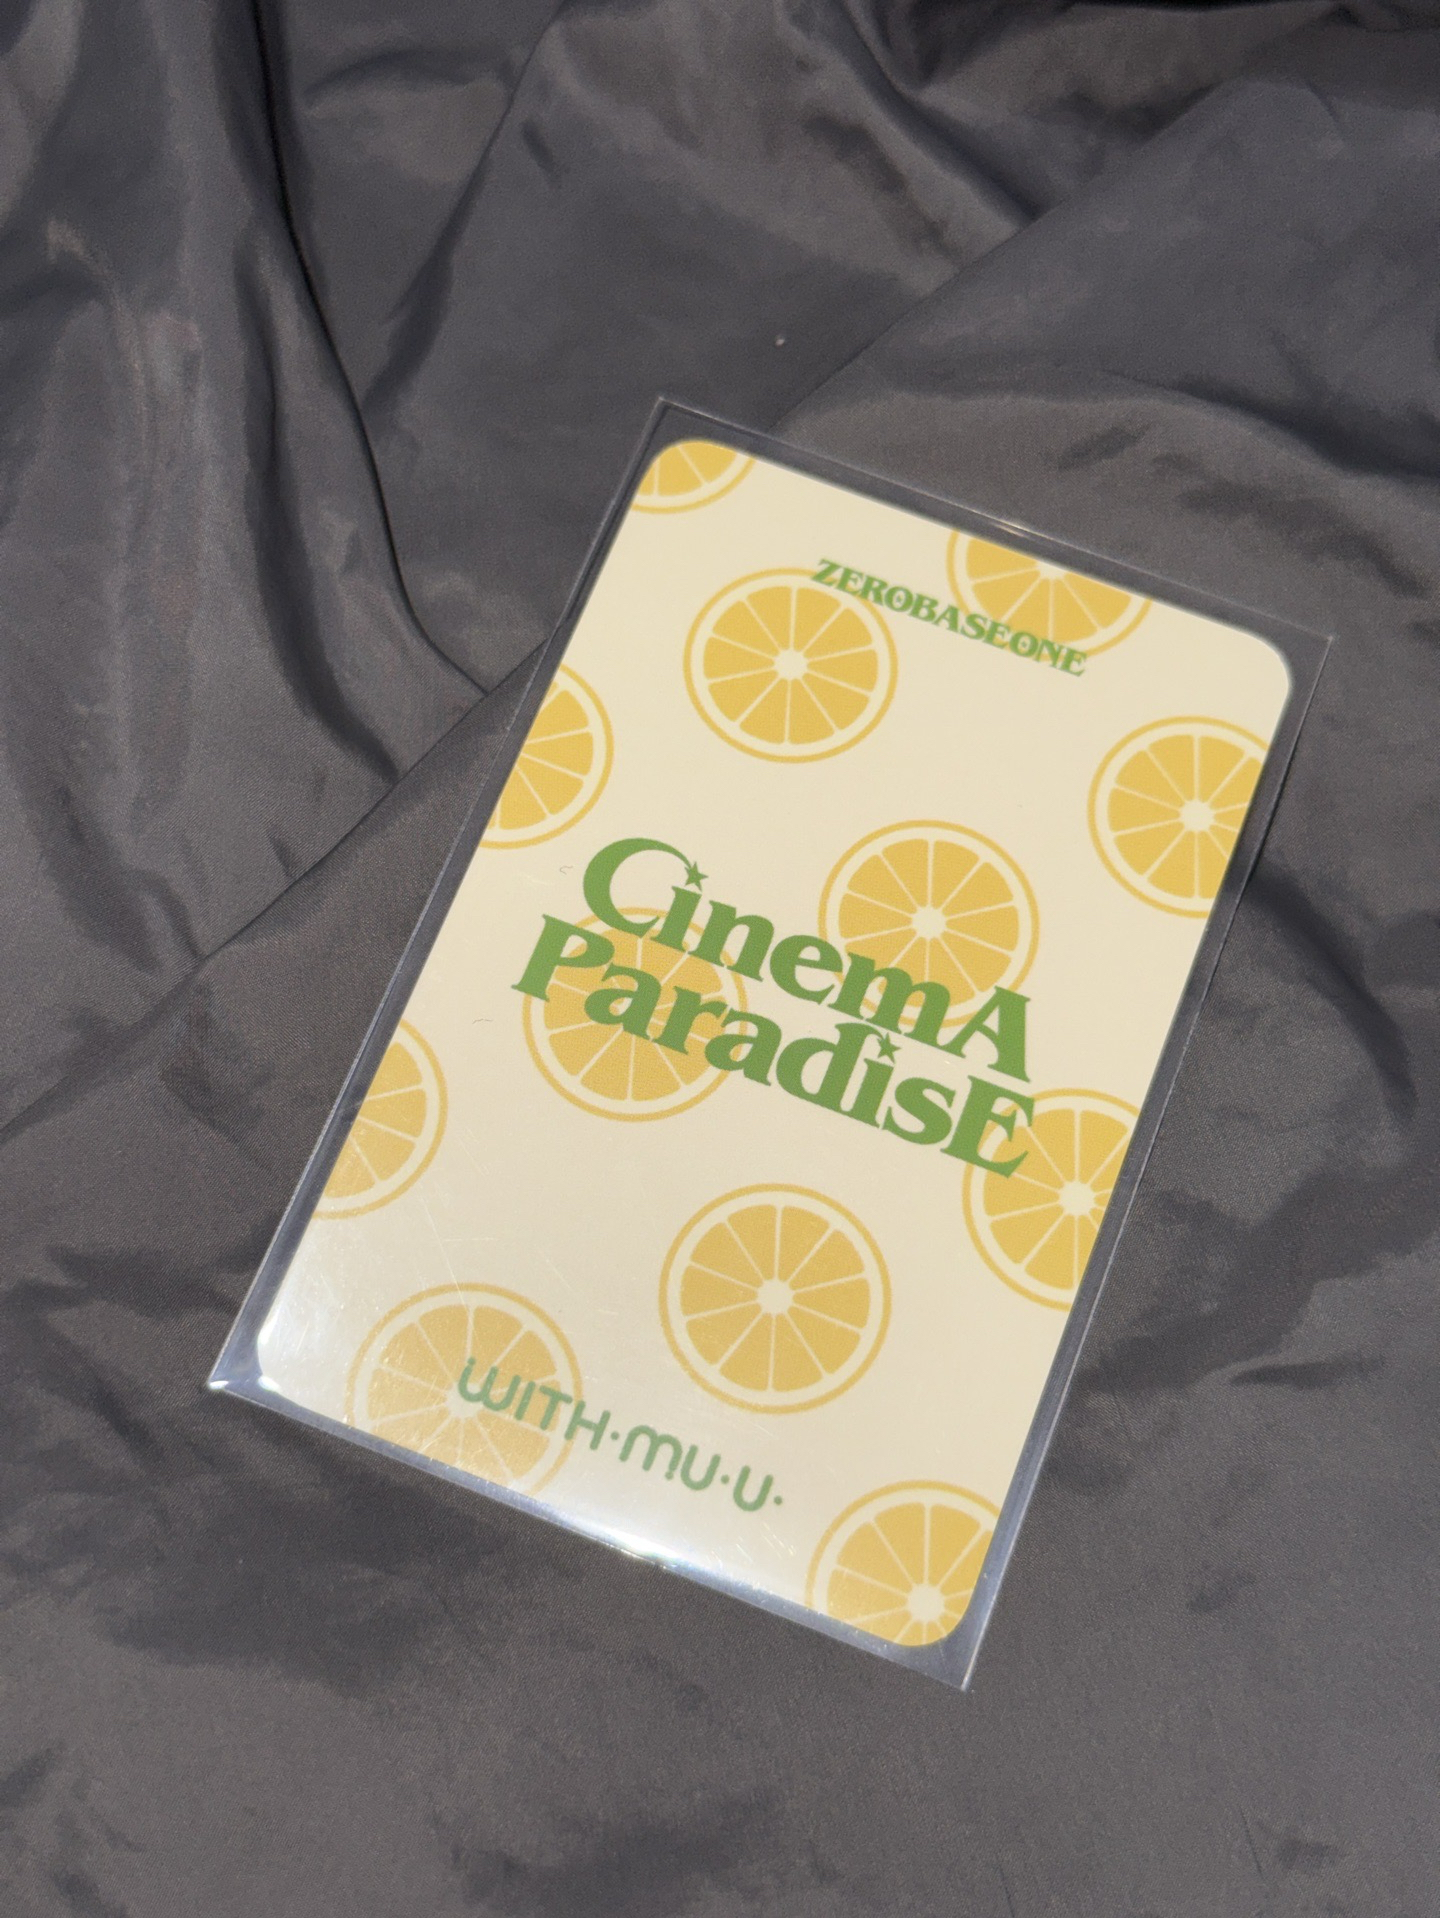 ZEROBASEONE
CinemA
ParadisE
WITH·MU·U·